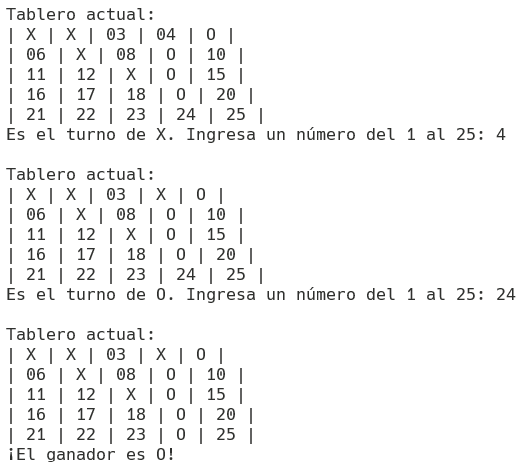 Tablero actual:
| X | X | 03 | 04 | O |
| 06 | X | 08 | O | 10 |
| 11 | 12 | X | O | 15 |
| 16 | 17 | 18 | O | 20 |
| 21 | 22 | 23 | 24 | 25 |
Es el turno de X. Ingresa un número del 1 al 25: 4

Tablero actual:
| X | X | 03 | X | O |
| 06 | X | 08 | O | 10 |
| 11 | 12 | X | O | 15 |
| 16 | 17 | 18 | O | 20 |
| 21 | 22 | 23 | 24 | 25 |
Es el turno de O. Ingresa un número del 1 al 25: 24

Tablero actual:
| X | X | 03 | X | O |
| 06 | X | 08 | O | 10 |
| 11 | 12 | X | O | 15 |
| 16 | 17 | 18 | O | 20 |
| 21 | 22 | 23 | O | 25 |
¡El ganador es O!